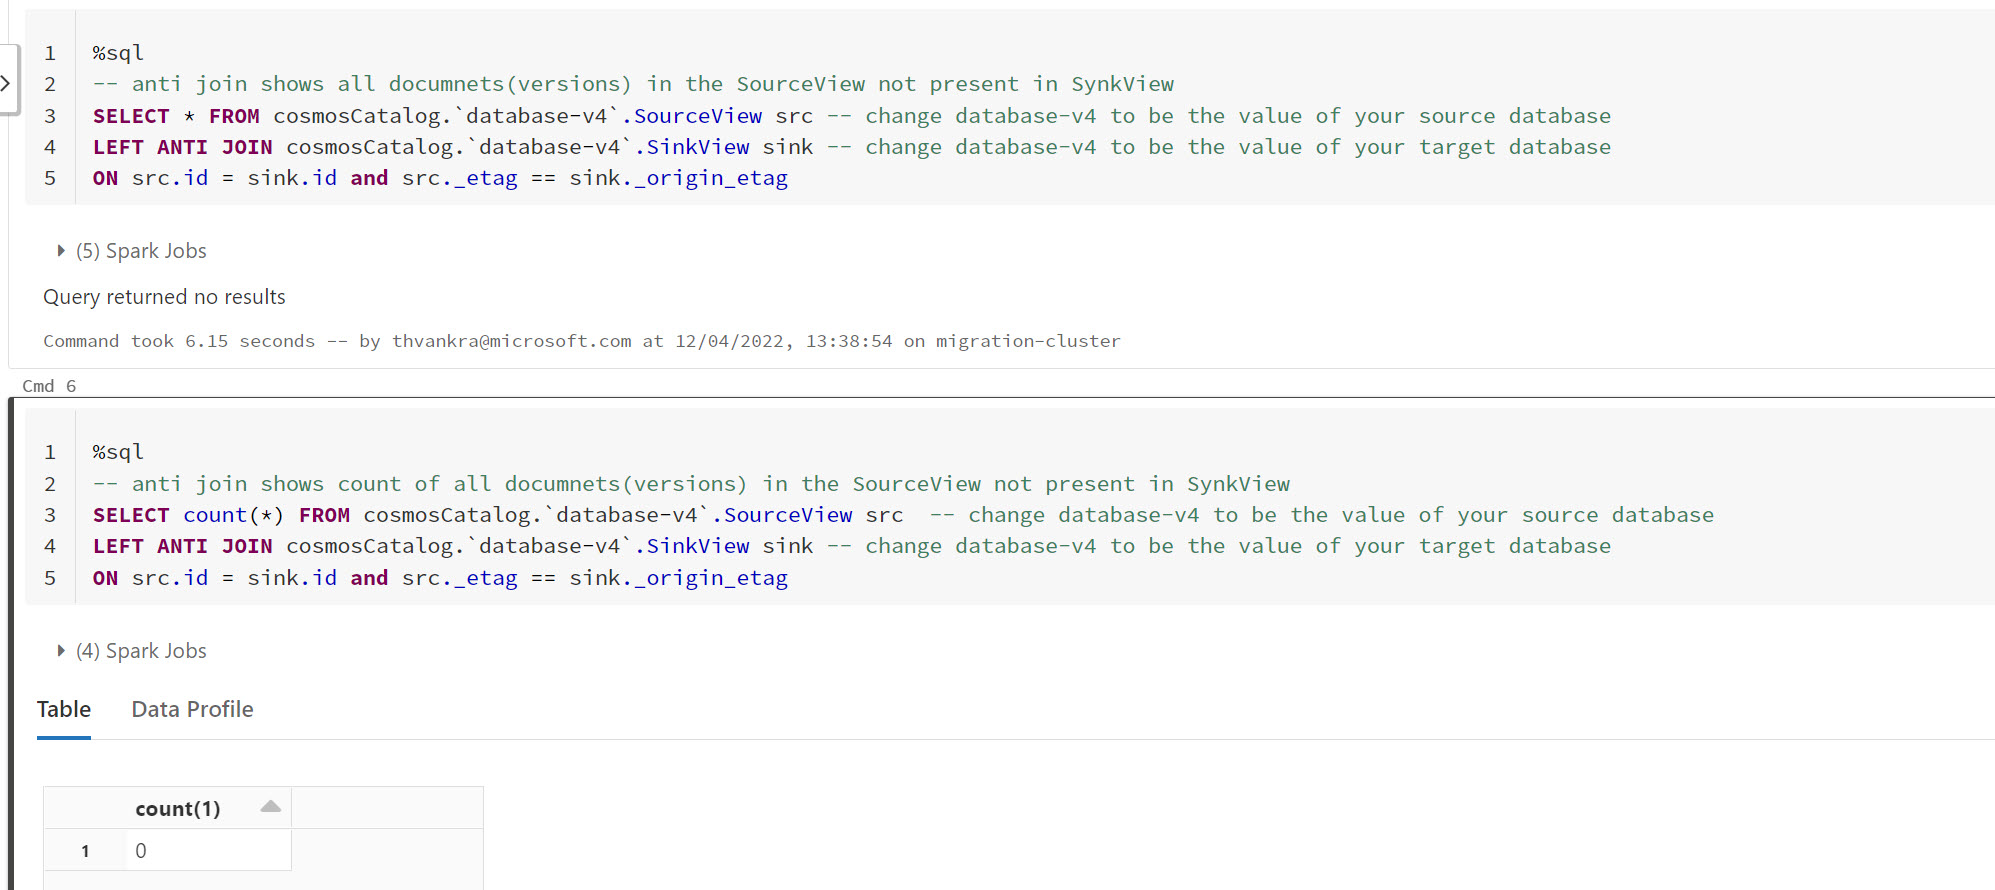 1 %sql
2 -- anti join shows all documnets(versions) in the SourceView not present in SynkView
3 SELECT * FROM cosmosCatalog.`database-v4`.SourceView src -- change database-v4 to be the value of your source database
4 LEFT ANTI JOIN cosmosCatalog.`database-v4`.SinkView sink -- change database-v4 to be the value of your target database
5 ON src.id = sink.id and src._etag == sink._origin_etag
(5) Spark Jobs
Query returned no results
Command took 6.15 seconds -- by thvankra@microsoft.com at 12/04/2022, 13:38:54 on migration-cluster
Cmd 6
1 %sql
2 -- anti join shows count of all documnets(versions) in the SourceView not present in SynkView
3 SELECT count(*) FROM cosmosCatalog.`database-v4`.SourceView src  -- change database-v4 to be the value of your source database
4 LEFT ANTI JOIN cosmosCatalog.`database-v4`.SinkView sink -- change database-v4 to be the value of your target database
5 ON src.id = sink.id and src._etag == sink._origin_etag
(4) Spark Jobs
Table Data Profile
count(1)
1 0